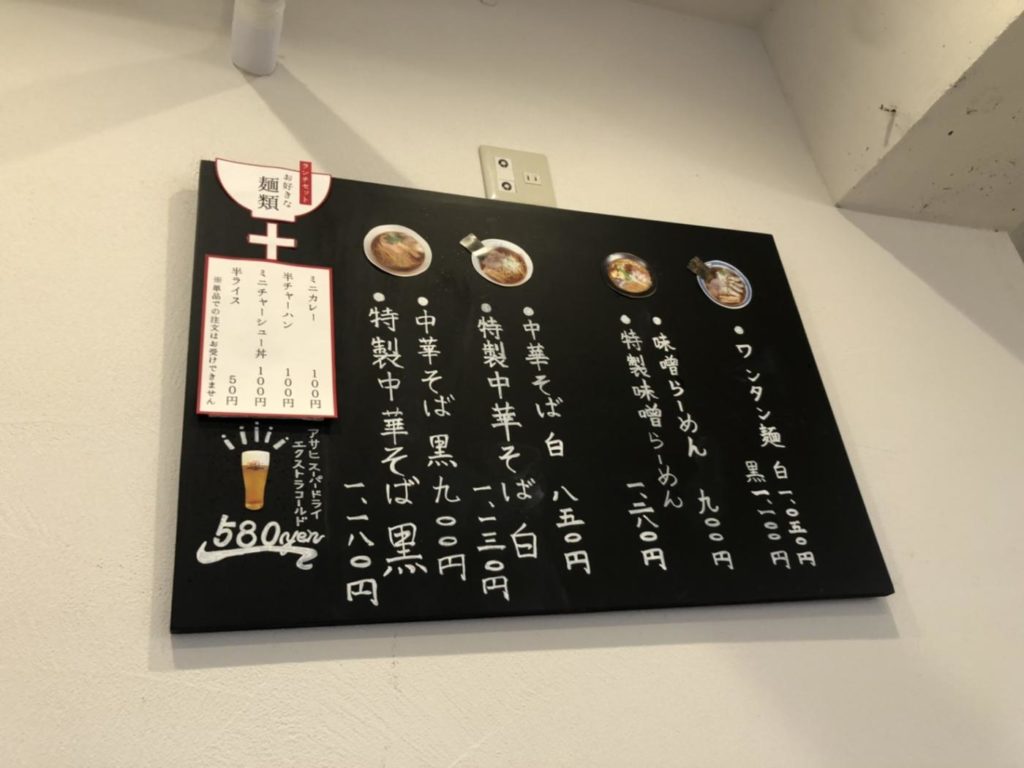 ワンタン麺 白 一、〇五〇円
黒 一、一〇〇円
味噌らーめん 九〇〇円
特製味噌らーめん 一、二八〇円
中華そば 白 八五〇円
特製中華そば 白 一、一三〇円
中華そば 黒 九〇〇円
特製中華そば 黒 一、一八〇円
ランチセット
お好きな
麺類
＋
ミニカレー 100円
半チャーハン 100円
ミニチャーシュー丼 100円
半ライス 50円
※単品での注文はお受けできません
アサヒスーパードライ
エクストラコールド
580yen